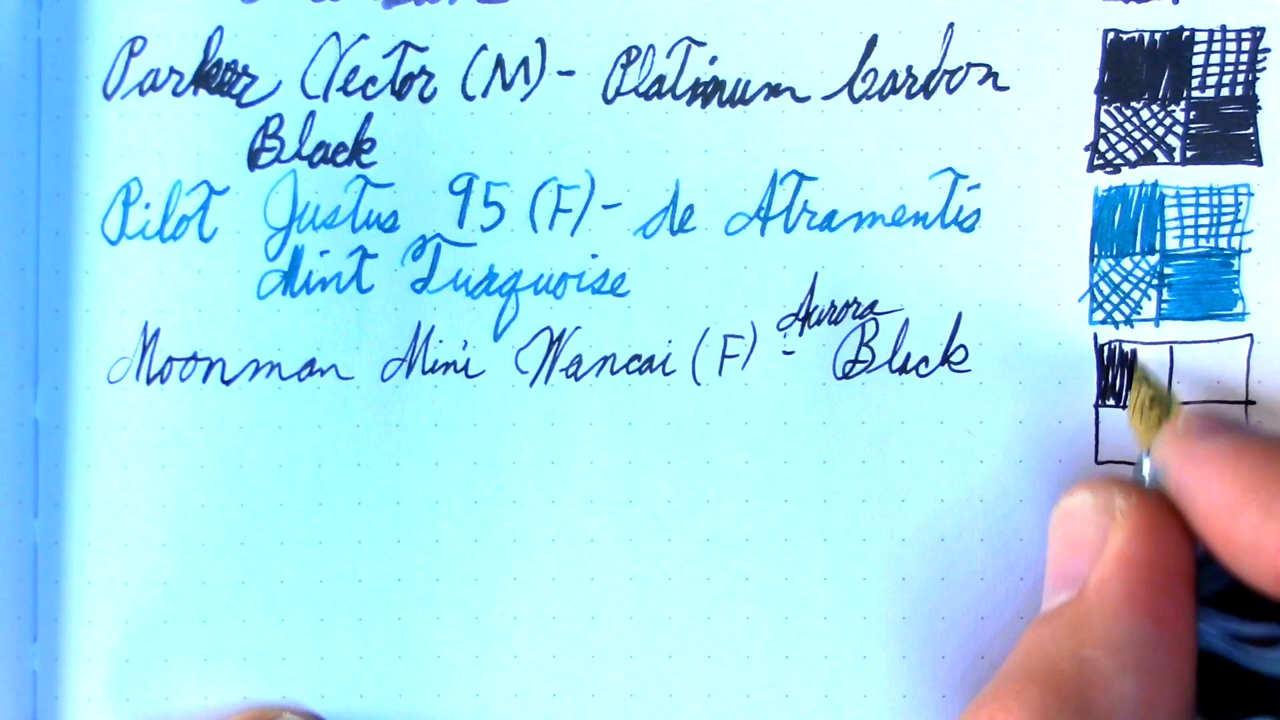 Parker Vector (M) - Platinum Carbon
Black
Pilot Justus 95 (F) - de Atramentis
Mint Turquoise
Aurora
Moonman Mini Wancai (F) - Black